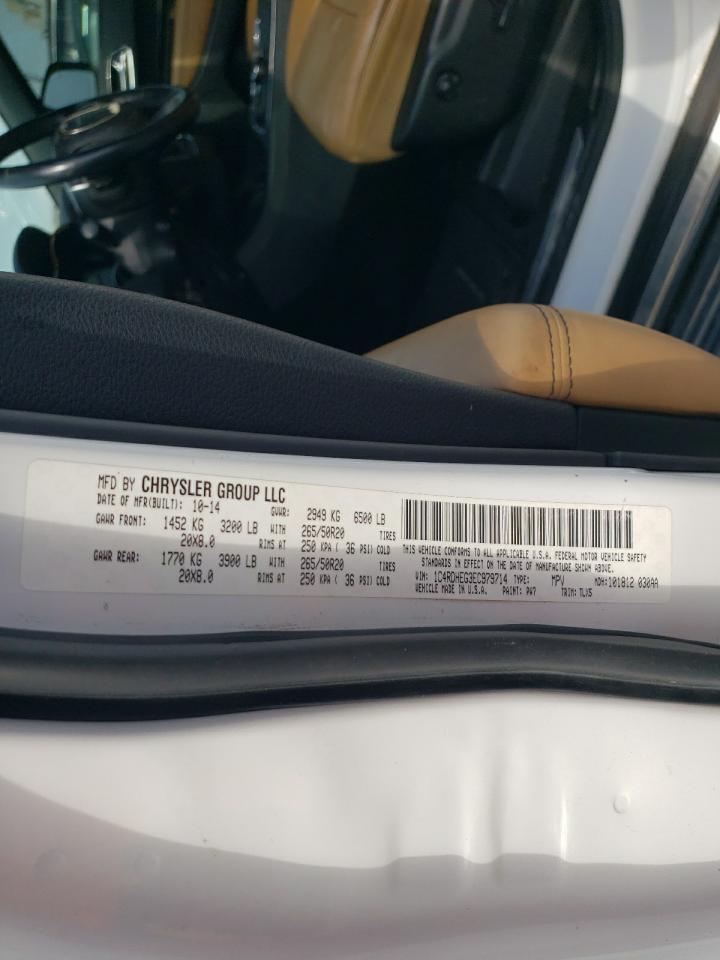 MFD BY CHRYSLER GROUP LLC
DATE OF MFR(BUILT): 10-14 GVWR: 2949 KG 6500 LB
GAWR FRONT: 1452 KG 3200 LB WITH 265/50R20 TIRES
20X8.0 RIMS AT 250 KPA ( 36 PSI) COLD
GAWR REAR: 1770 KG 3900 LB WITH 265/50R20 TIRES
20X8.0 RIMS AT 250 KPA ( 36 PSI) COLD
THIS VEHICLE CONFORMS TO ALL APPLICABLE U.S.A. FEDERAL MOTOR VEHICLE SAFETY
STANDARDS IN EFFECT ON THE DATE OF MANUFACTURE SHOWN ABOVE.
VIN: 1C4RDHEG3EC979714 TYPE: MPV MDH: 101812 030AA
VEHICLE MADE IN U.S.A. PAINT: PW7 TRIM: TLX5